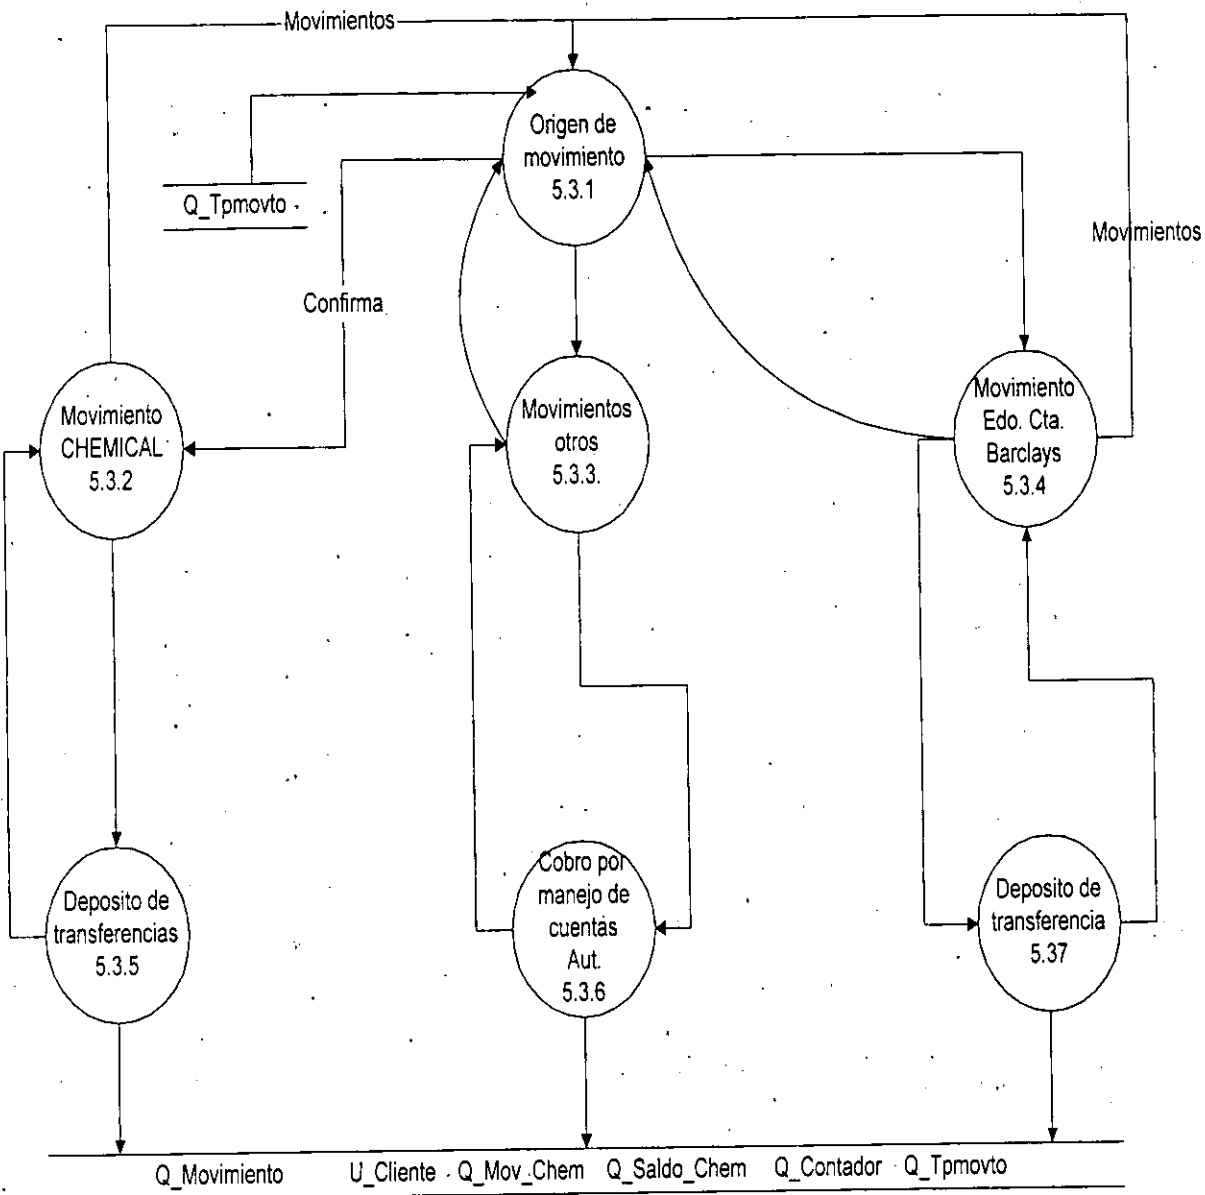 Movimientos
Origen de
movimiento
5.3.1
Q_Tpmovto
Movimientos
Confirma
Movimiento
CHEMICAL
5.3.2
Movimientos
otros
5.3.3.
Movimiento
Edo. Cta.
Barclays
5.3.4
Deposito de
transferencias
5.3.5
Cobro por
manejo de
cuentas
Aut.
5.3.6
Deposito de
transferencia
5.37
Q_Movimiento U_Cliente Q_Mov_Chem Q_Saldo_Chem Q_Contador Q_Tpmovto